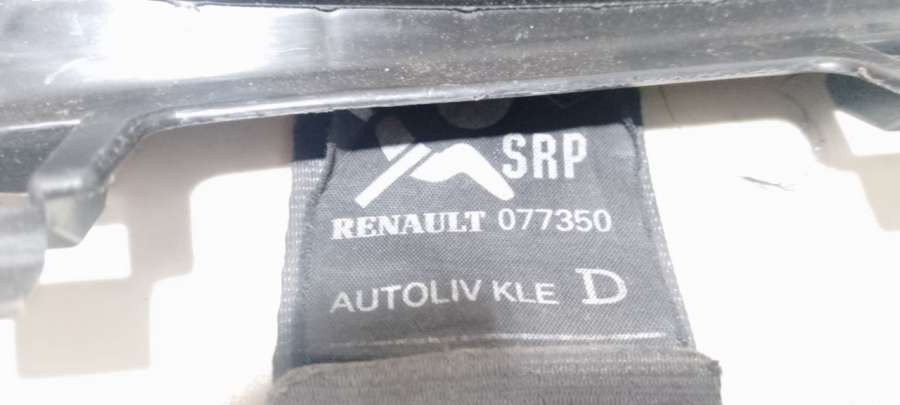 SRP
RENAULT 077350
AUTOLIV KLE D